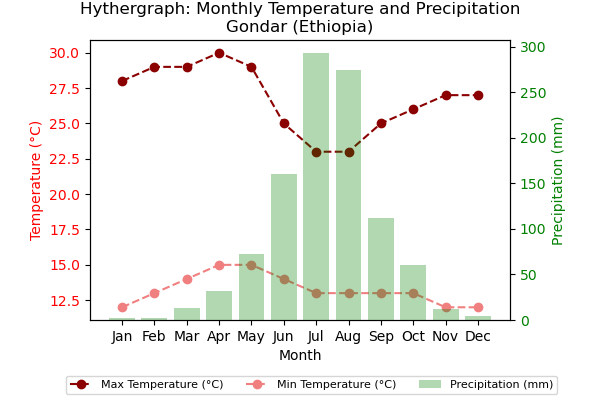 Hythergraph: Monthly Temperature and Precipitation
Gondar (Ethiopia)
Temperature (°C)
30.0
27.5
25.0
22.5
20.0
17.5
15.0
12.5
300
250
200
150
100
50
0
Precipitation (mm)
Jan Feb Mar Apr May Jun Jul Aug Sep Oct Nov Dec
Month
Max Temperature (°C) Min Temperature (°C) Precipitation (mm)